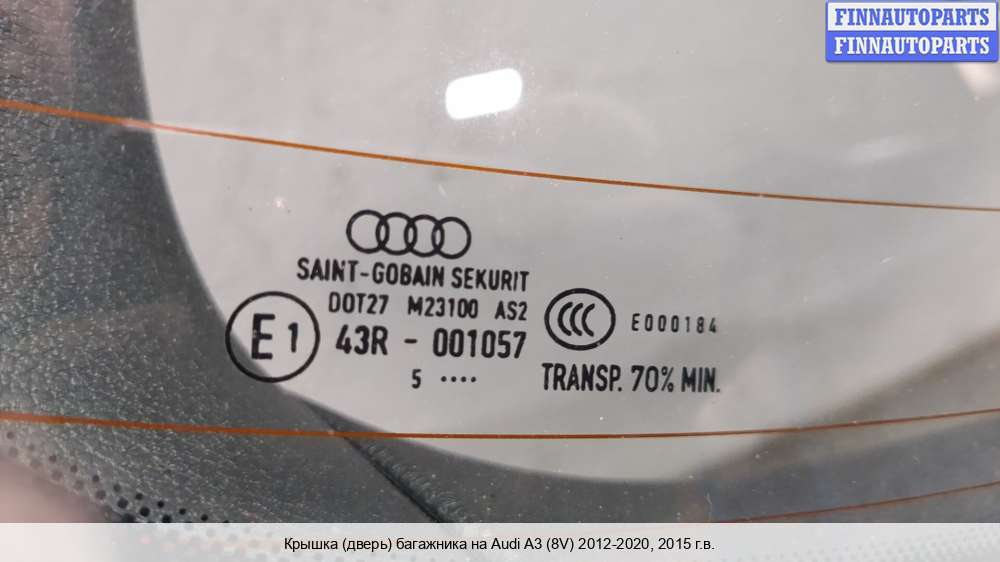 FINNAUTOPARTS
FINNAUTOPARTS
SAINT-GOBAIN SEKURIT
DOT27 M23100 AS2
E1 43R - 001057
5 ....
CCC E000184
TRANSP. 70% MIN.
Крышка (дверь) багажника на Audi A3 (8V) 2012-2020, 2015 г.в.